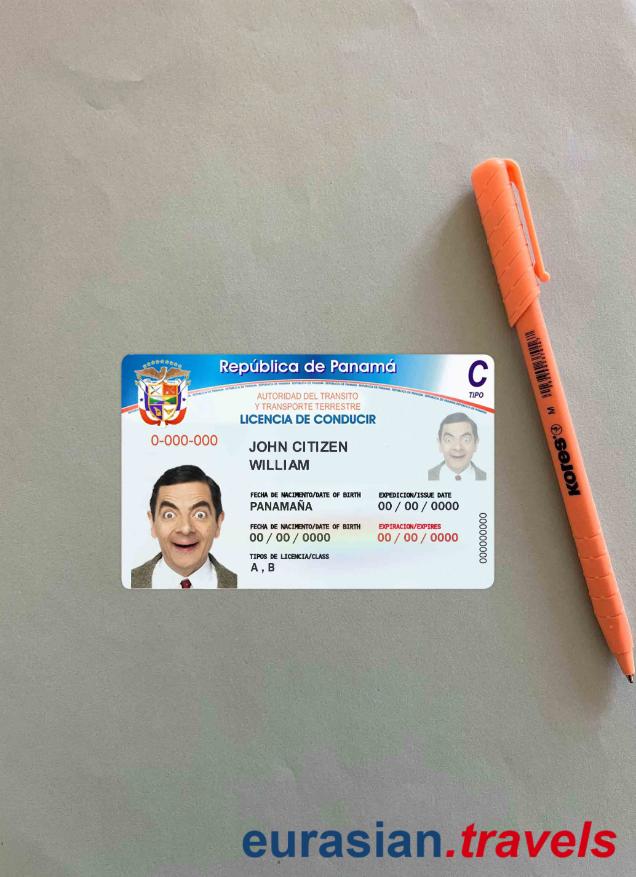 República de Panamá
C
TIPO
AUTORIDAD DEL TRANSITO
Y TRANSPORTE TERRESTRE
LICENCIA DE CONDUCIR
0-000-000
JOHN CITIZEN
WILLIAM
FECHA DE NACIMENTO/DATE OF BIRTH
EXPEDICION/ISSUE DATE
PANAMAÑA
00 / 00 / 0000
FECHA DE NACIMENTO/DATE OF BIRTH
EXPIRACION/EXPIRES
00 / 00 / 0000
00 / 00 / 0000
TIPOS DE LICENCIA/CLASS
A , B
000000000
M
Kores
eurasian.travels